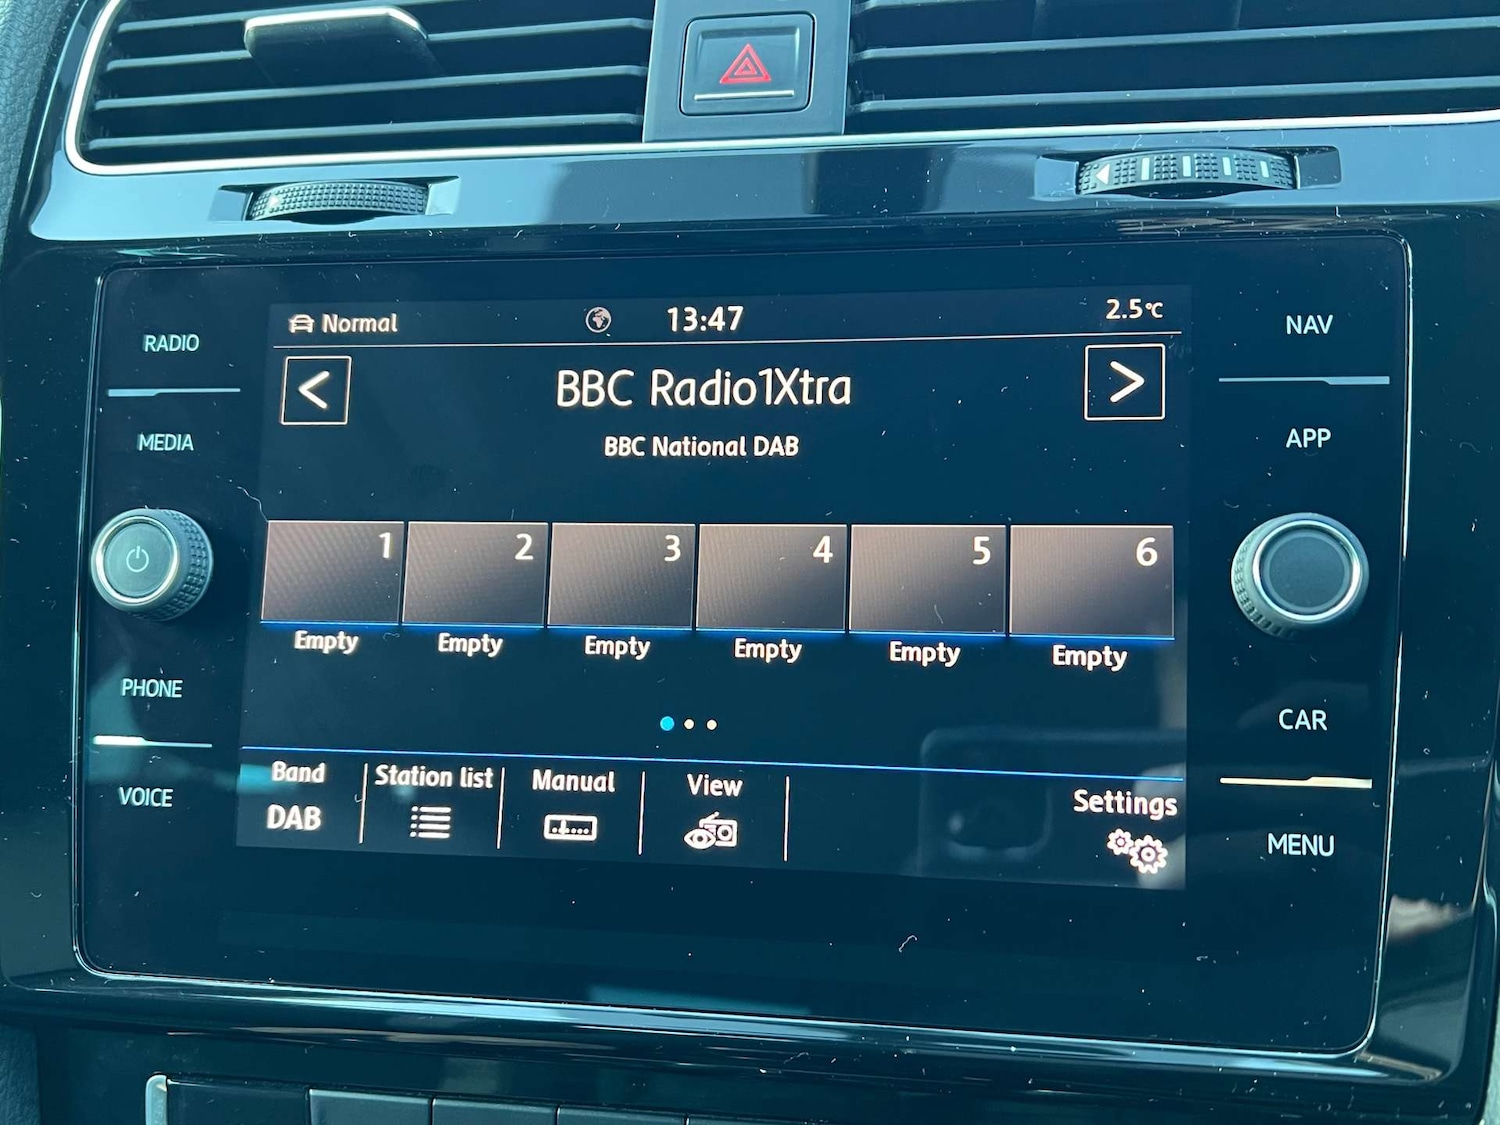 Normal 13:47 2.5°C
RADIO
MEDIA
PHONE
VOICE
< BBC Radio1Xtra >
BBC National DAB
1 2 3 4 5 6
Empty Empty Empty Empty Empty Empty
Band Station list Manual View Settings
DAB
NAV
APP
CAR
MENU